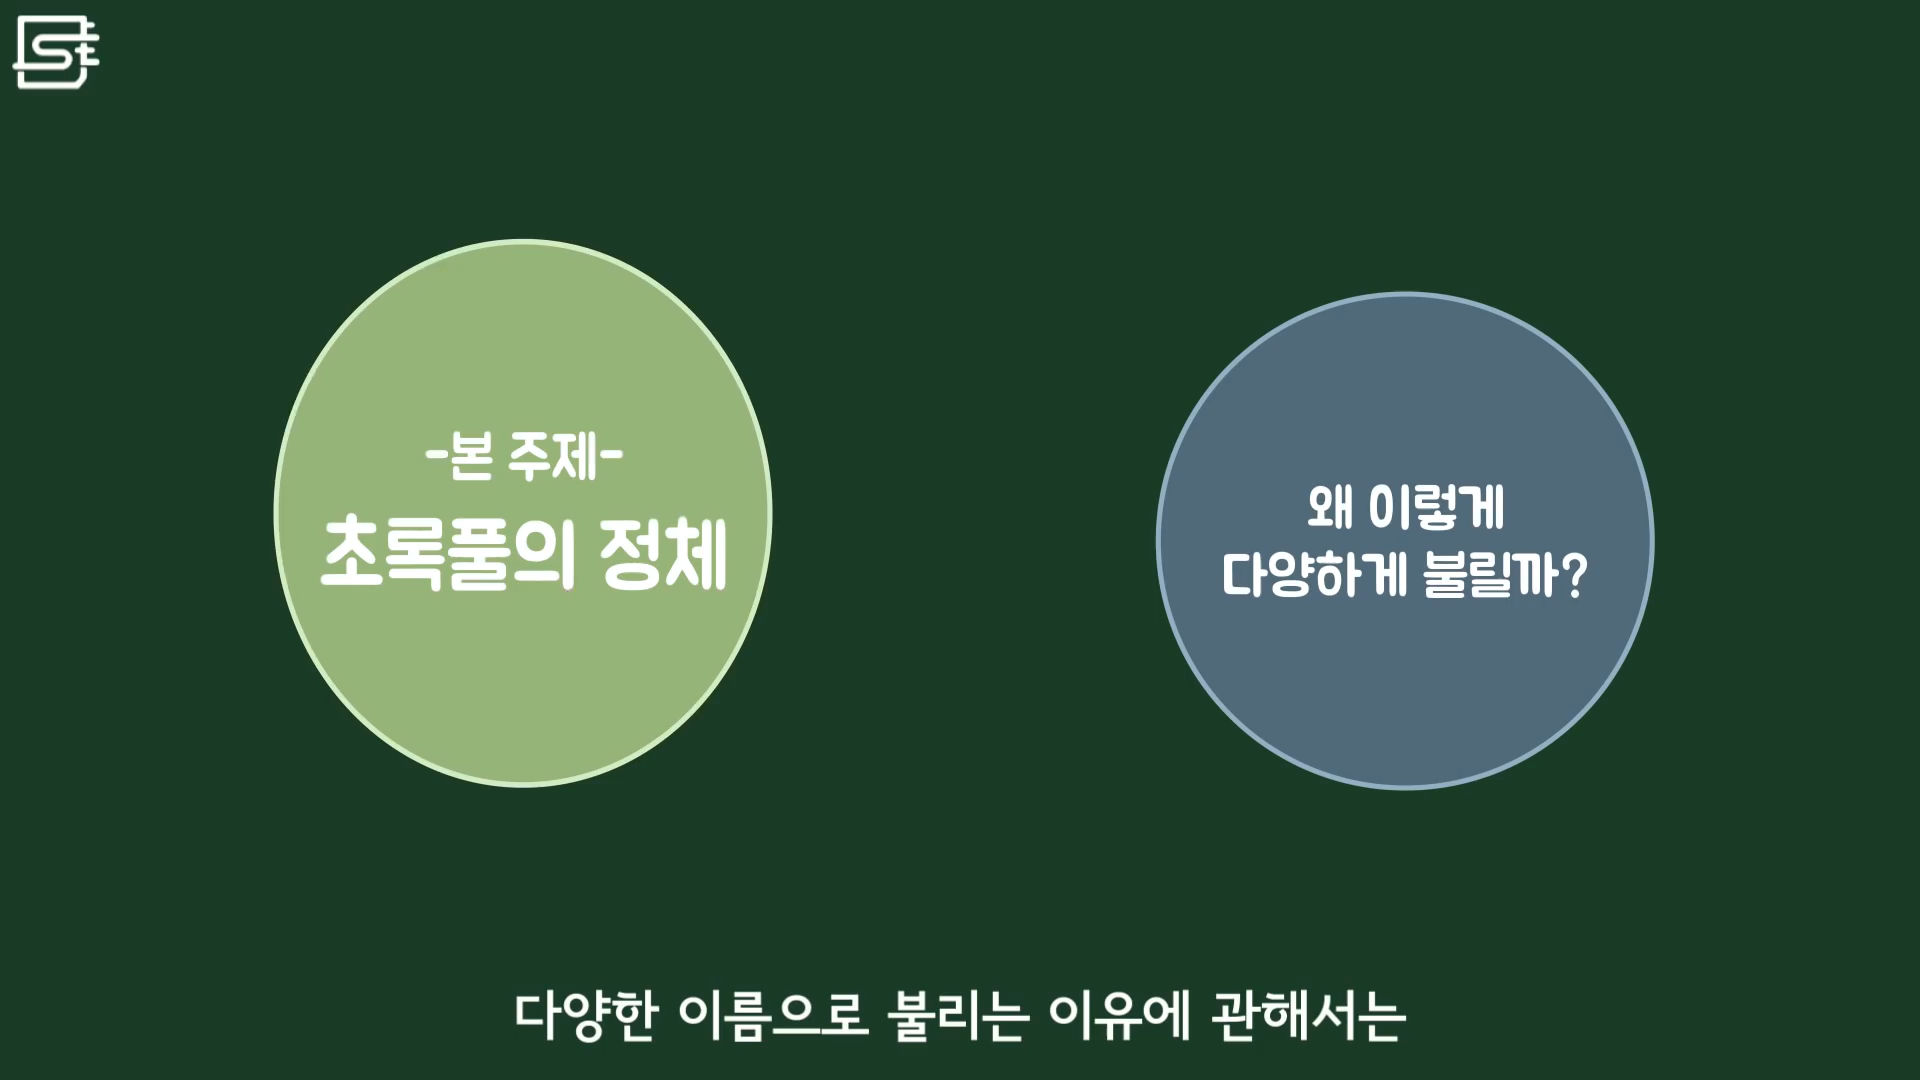 -본 주제-
초록풀의 정체
왜 이렇게
다양하게 불릴까?
다양한 이름으로 불리는 이유에 관해서는